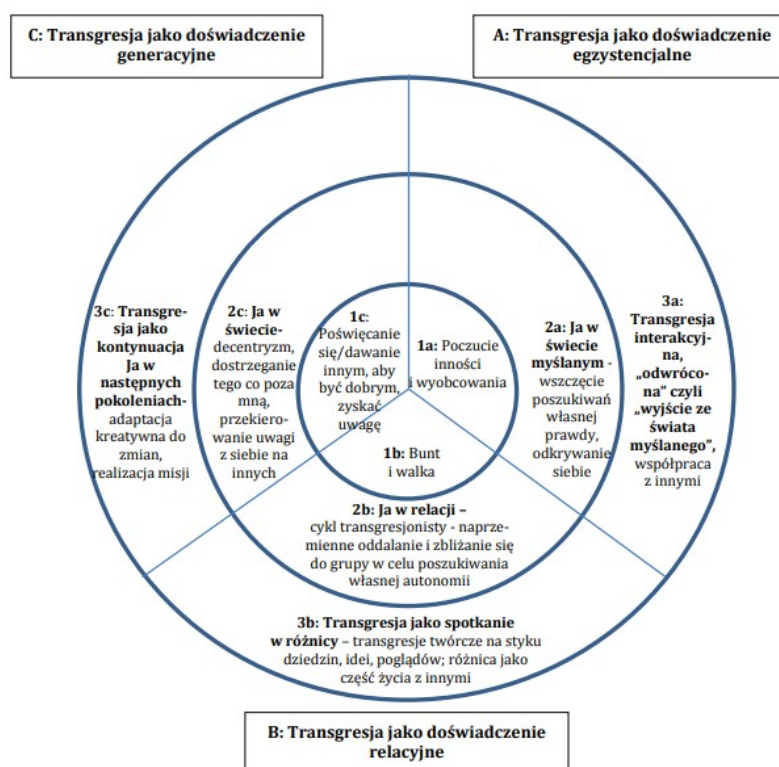 C: Transgresja jako doświadczenie
generacyjne
A: Transgresja jako doświadczenie
egzystencjalne
3c: Transgre-
sja jako
kontynuacja
Ja w
następnych
pokoleniach-
adaptacja
kreatywna do
zmian,
realizacja misji
2c: Ja w
świecie-
decentryzm,
dostrzeganie
tego co poza
mną,
przekiero-
wanie uwagi
z siebie na
innych
1c:
Poświęcanie
się/dawanie
innym, aby
być dobrym,
zyskać
uwagę
1a: Poczucie
inności
i wyobcowania
2a: Ja w
świecie
myślanym -
wszczęcie
poszukiwań
własnej
prawdy,
odkrywanie
siebie
3a:
Transgresja
interakcyj-
na,
„odwróco-
na” czyli
„wyjście ze
świata
myślanego”,
współpraca
z innymi
1b: Bunt
i walka
2b: Ja w relacji –
cykl transgresjonisty - naprze-
mienne oddalanie i zbliżanie się
do grupy w celu poszukiwania
własnej autonomii
3b: Transgresja jako spotkanie
w różnicy – transgresje twórcze na styku
dziedzin, idei, poglądów; różnica jako
część życia z innymi
B: Transgresja jako doświadczenie
relacyjne